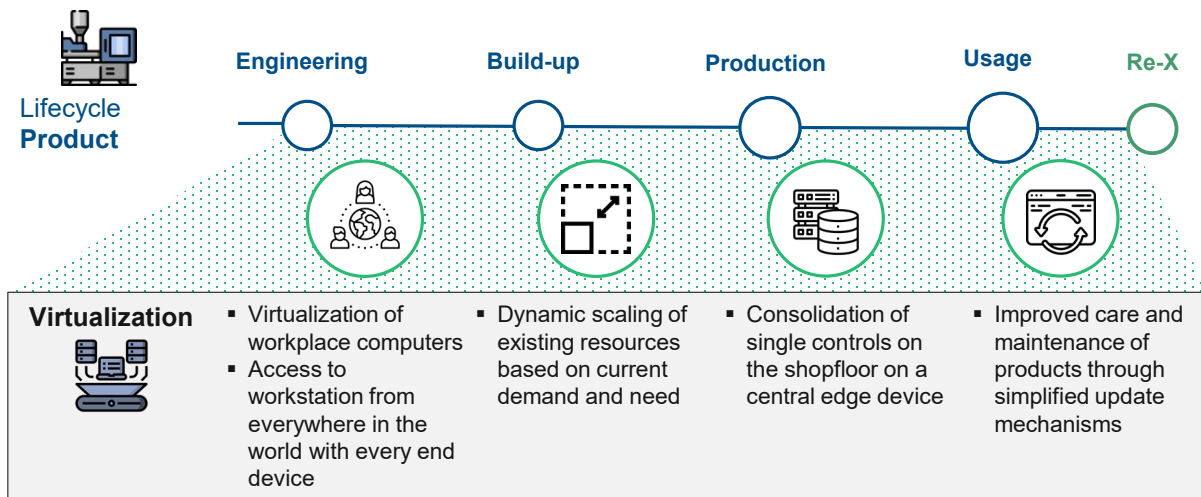 Lifecycle
Product
Engineering
Build-up
Production
Usage
Re-X
Virtualization
▪ Virtualization of
workplace computers
▪ Access to
workstation from
everywhere in the
world with every end
device
▪ Dynamic scaling of
existing resources
based on current
demand and need
▪ Consolidation of
single controls on
the shopfloor on a
central edge device
▪ Improved care and
maintenance of
products through
simplified update
mechanisms